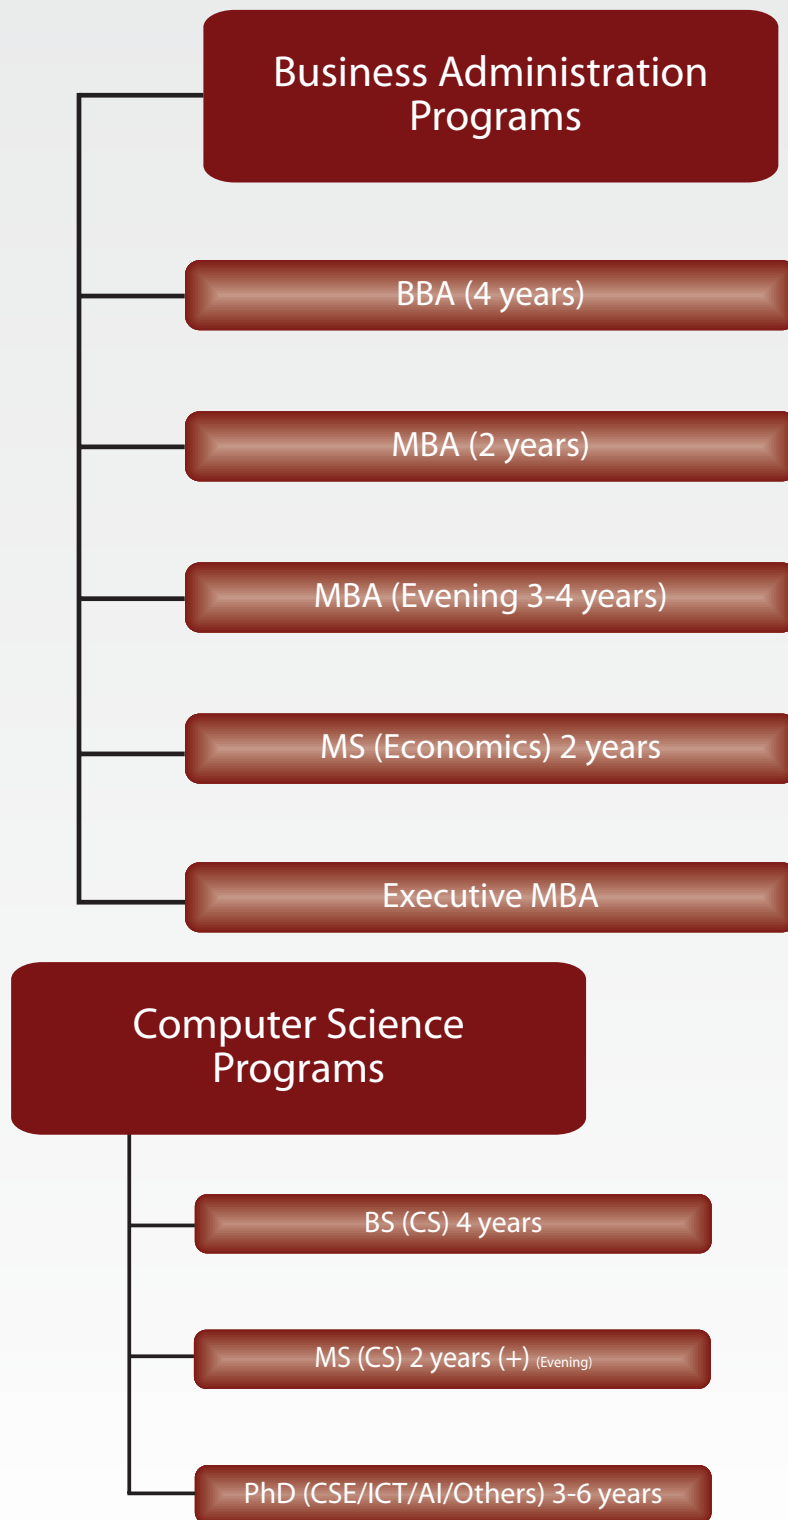 Business Administration
Programs
BBA (4 years)
MBA (2 years)
MBA (Evening 3-4 years)
MS (Economics) 2 years
Executive MBA
Computer Science
Programs
BS (CS) 4 years
MS (CS) 2 years (+) (Evening)
PhD (CSE/ICT/AI/Others) 3-6 years